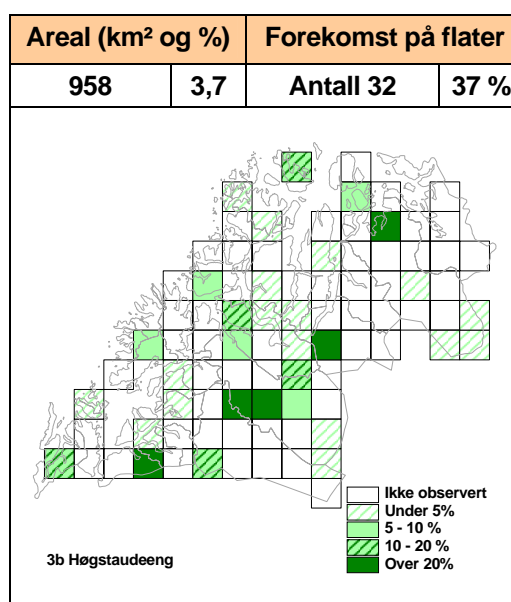 Areal (km² og %) Forekomst på flater
958 3,7 Antall 32 37 %
Ikke observert
Under 5%
5 - 10 %
10 - 20 %
Over 20%
3b Høgstaudeeng